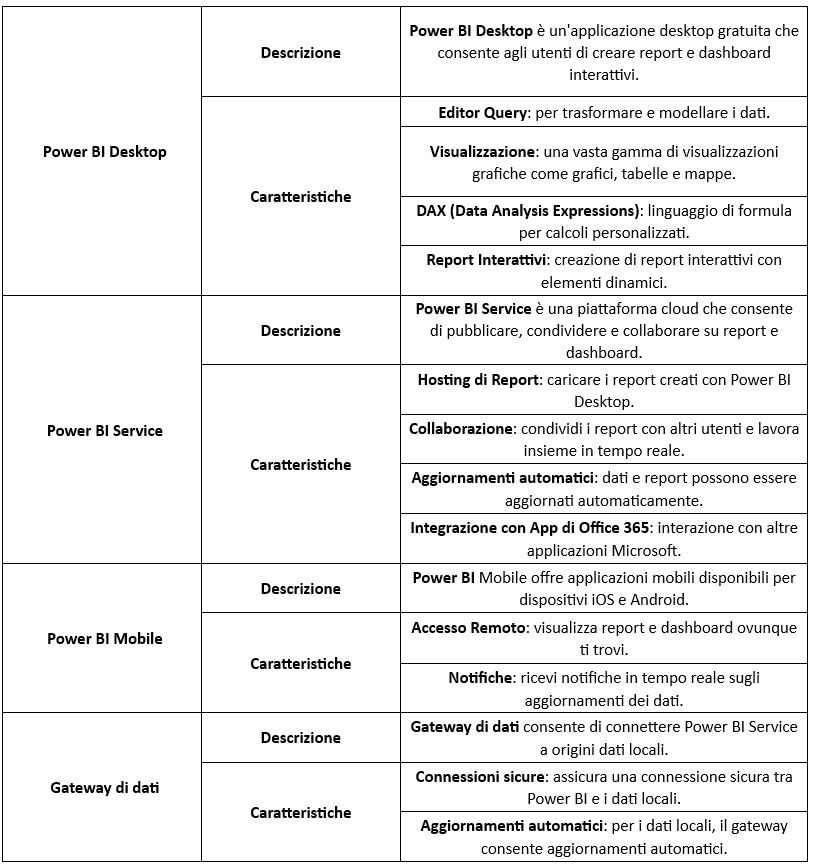 Power BI Desktop
Descrizione
Power BI Desktop è un'applicazione desktop gratuita che
consente agli utenti di creare report e dashboard
interattivi.
Caratteristiche
Editor Query: per trasformare e modellare i dati.
Visualizzazione: una vasta gamma di visualizzazioni
grafiche come grafici, tabelle e mappe.
DAX (Data Analysis Expressions): linguaggio di formula
per calcoli personalizzati.
Report Interattivi: creazione di report interattivi con
elementi dinamici.
Power BI Service
Descrizione
Power BI Service è una piattaforma cloud che consente
di pubblicare, condividere e collaborare su report e
dashboard.
Caratteristiche
Hosting di Report: caricare i report creati con Power BI
Desktop.
Collaborazione: condividi i report con altri utenti e lavora
insieme in tempo reale.
Aggiornamenti automatici: dati e report possono essere
aggiornati automaticamente.
Integrazione con App di Office 365: interazione con altre
applicazioni Microsoft.
Power BI Mobile
Descrizione
Power BI Mobile offre applicazioni mobili disponibili per
dispositivi iOS e Android.
Caratteristiche
Accesso Remoto: visualizza report e dashboard ovunque
ti trovi.
Notifiche: ricevi notifiche in tempo reale sugli
aggiornamenti dei dati.
Gateway di dati
Descrizione
Gateway di dati consente di connettere Power BI Service
a origini dati locali.
Caratteristiche
Connessioni sicure: assicura una connessione sicura tra
Power BI e i dati locali.
Aggiornamenti automatici: per i dati locali, il gateway
consente aggiornamenti automatici.